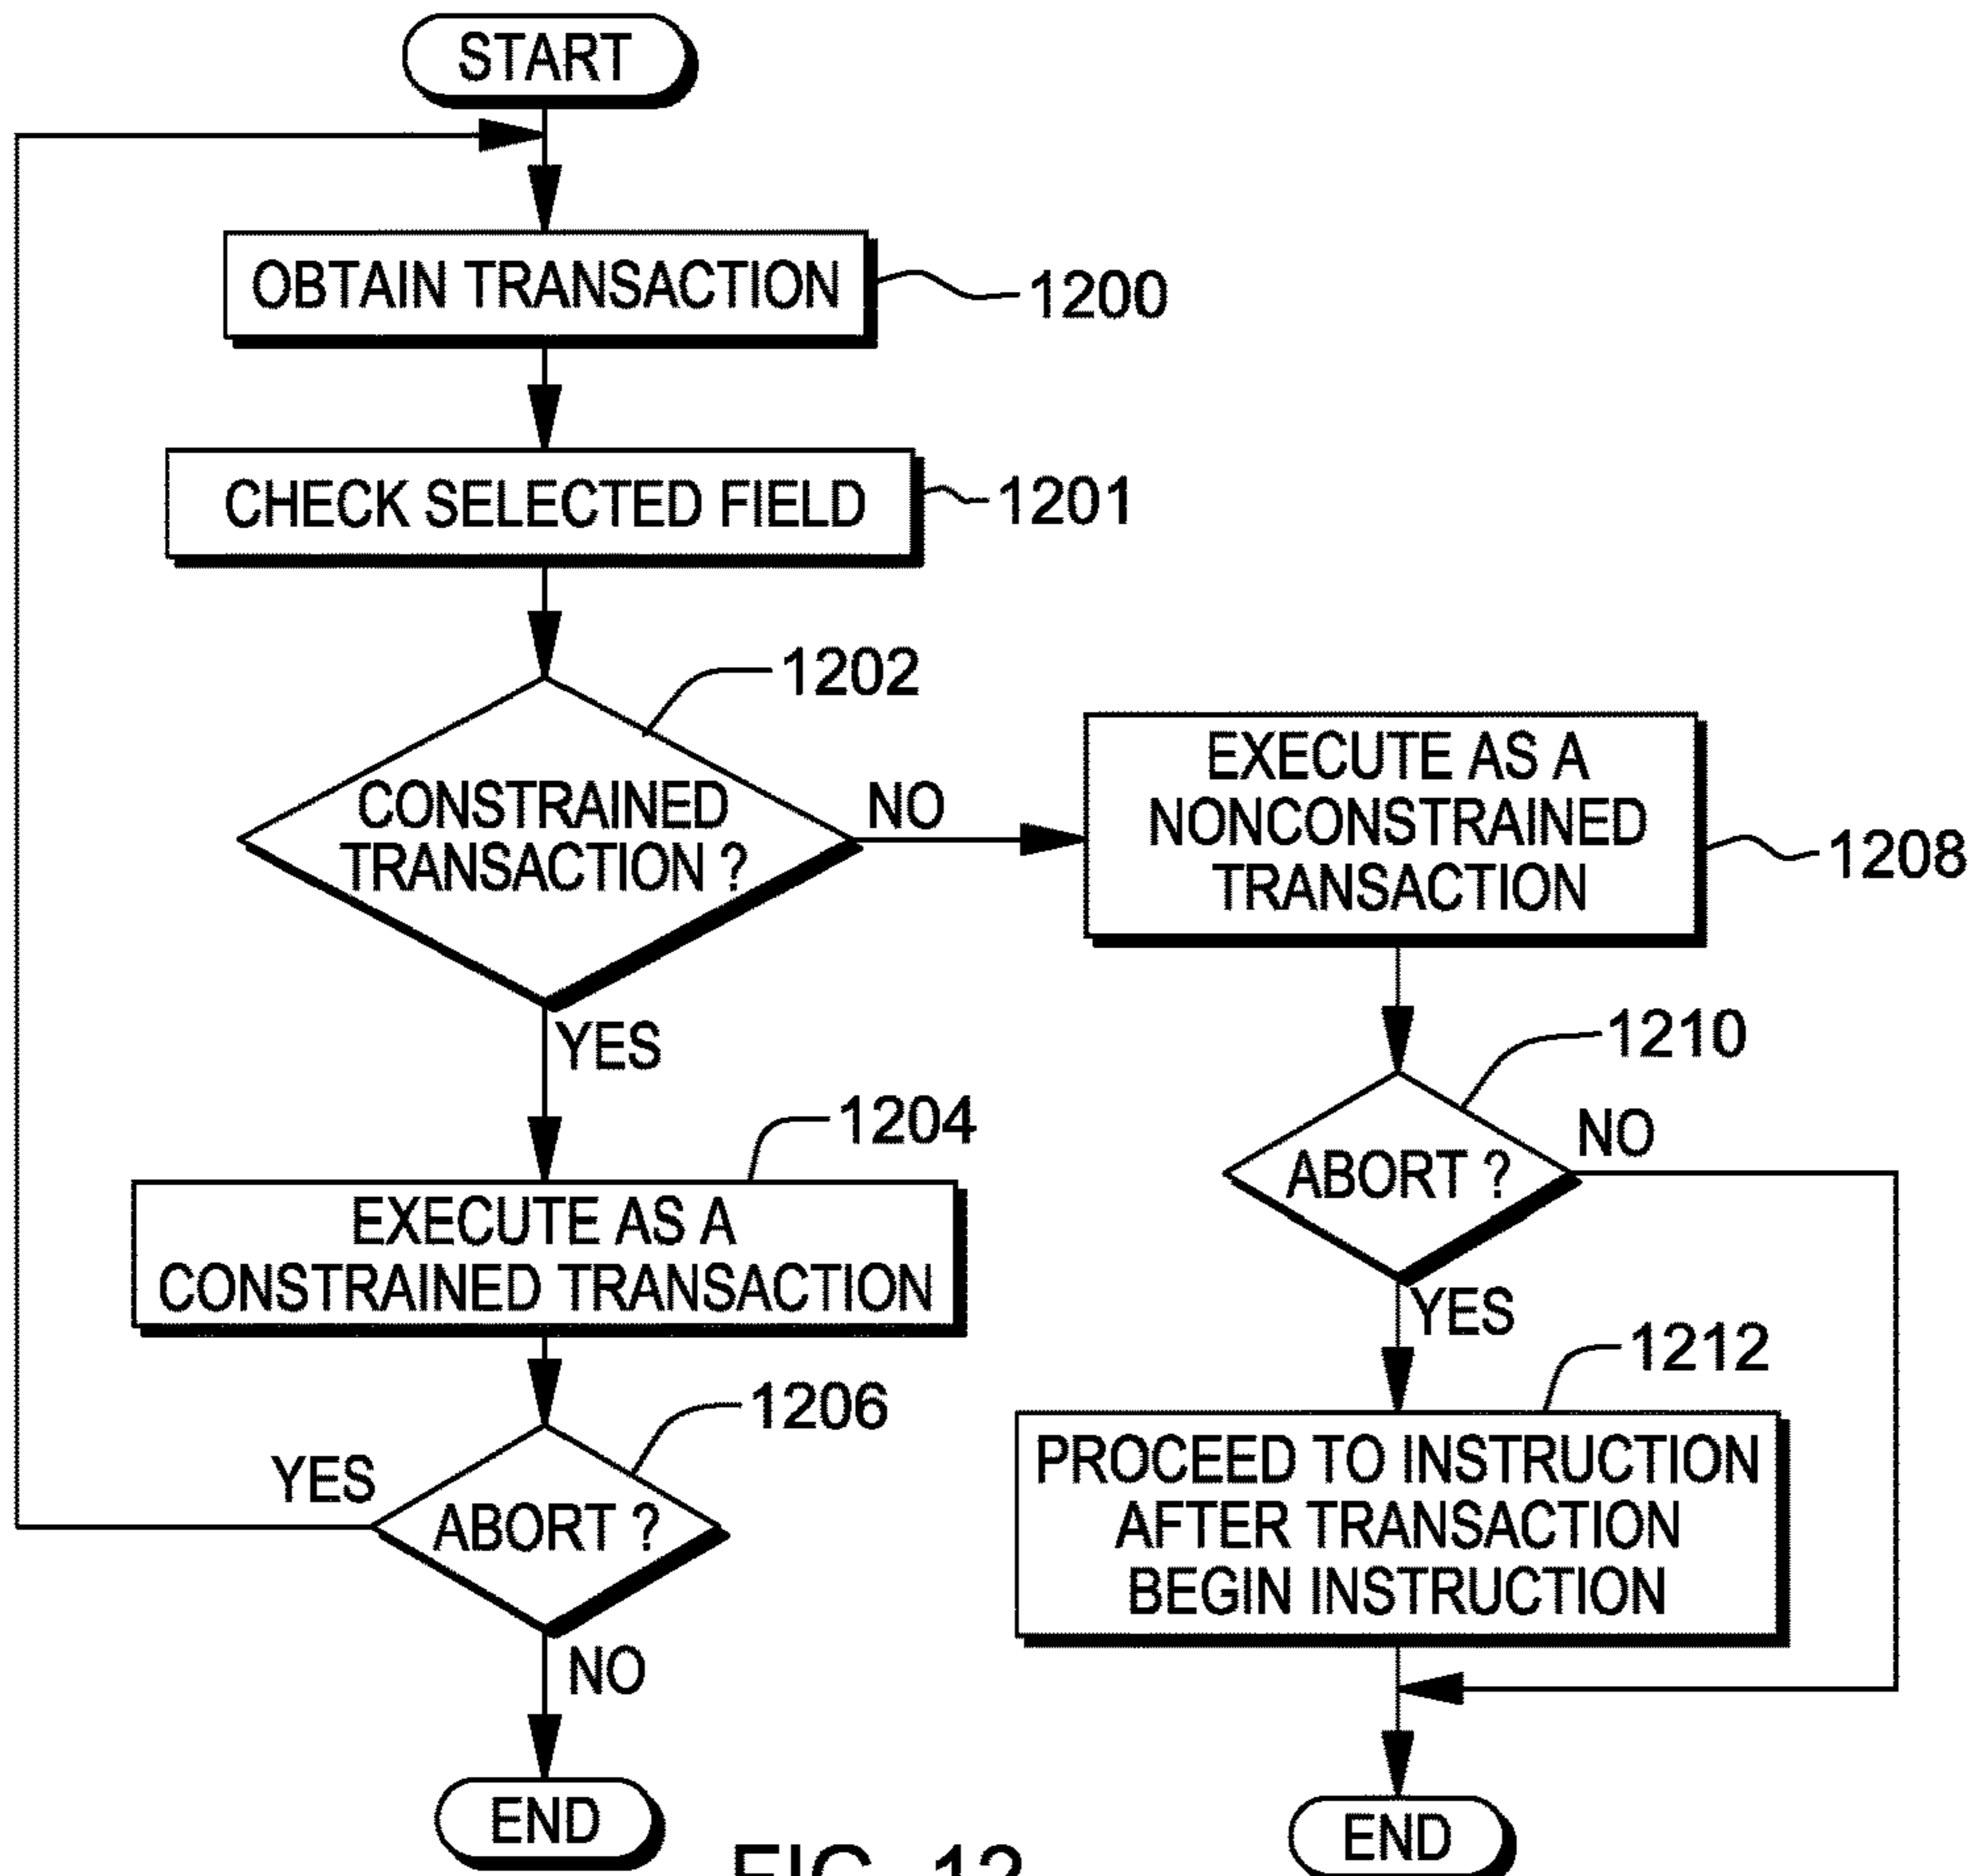 START
OBTAIN TRANSACTION
1200
CHECK SELECTED FIELD
1201
1202
CONSTRAINED
TRANSACTION ?
NO
YES
EXECUTE AS A
NONCONSTRAINED
TRANSACTION
1208
1204
EXECUTE AS A
CONSTRAINED TRANSACTION
1206
ABORT ?
YES
NO
END
1210
ABORT ?
NO
YES
1212
PROCEED TO INSTRUCTION
AFTER TRANSACTION
BEGIN INSTRUCTION
END
FIG. 12